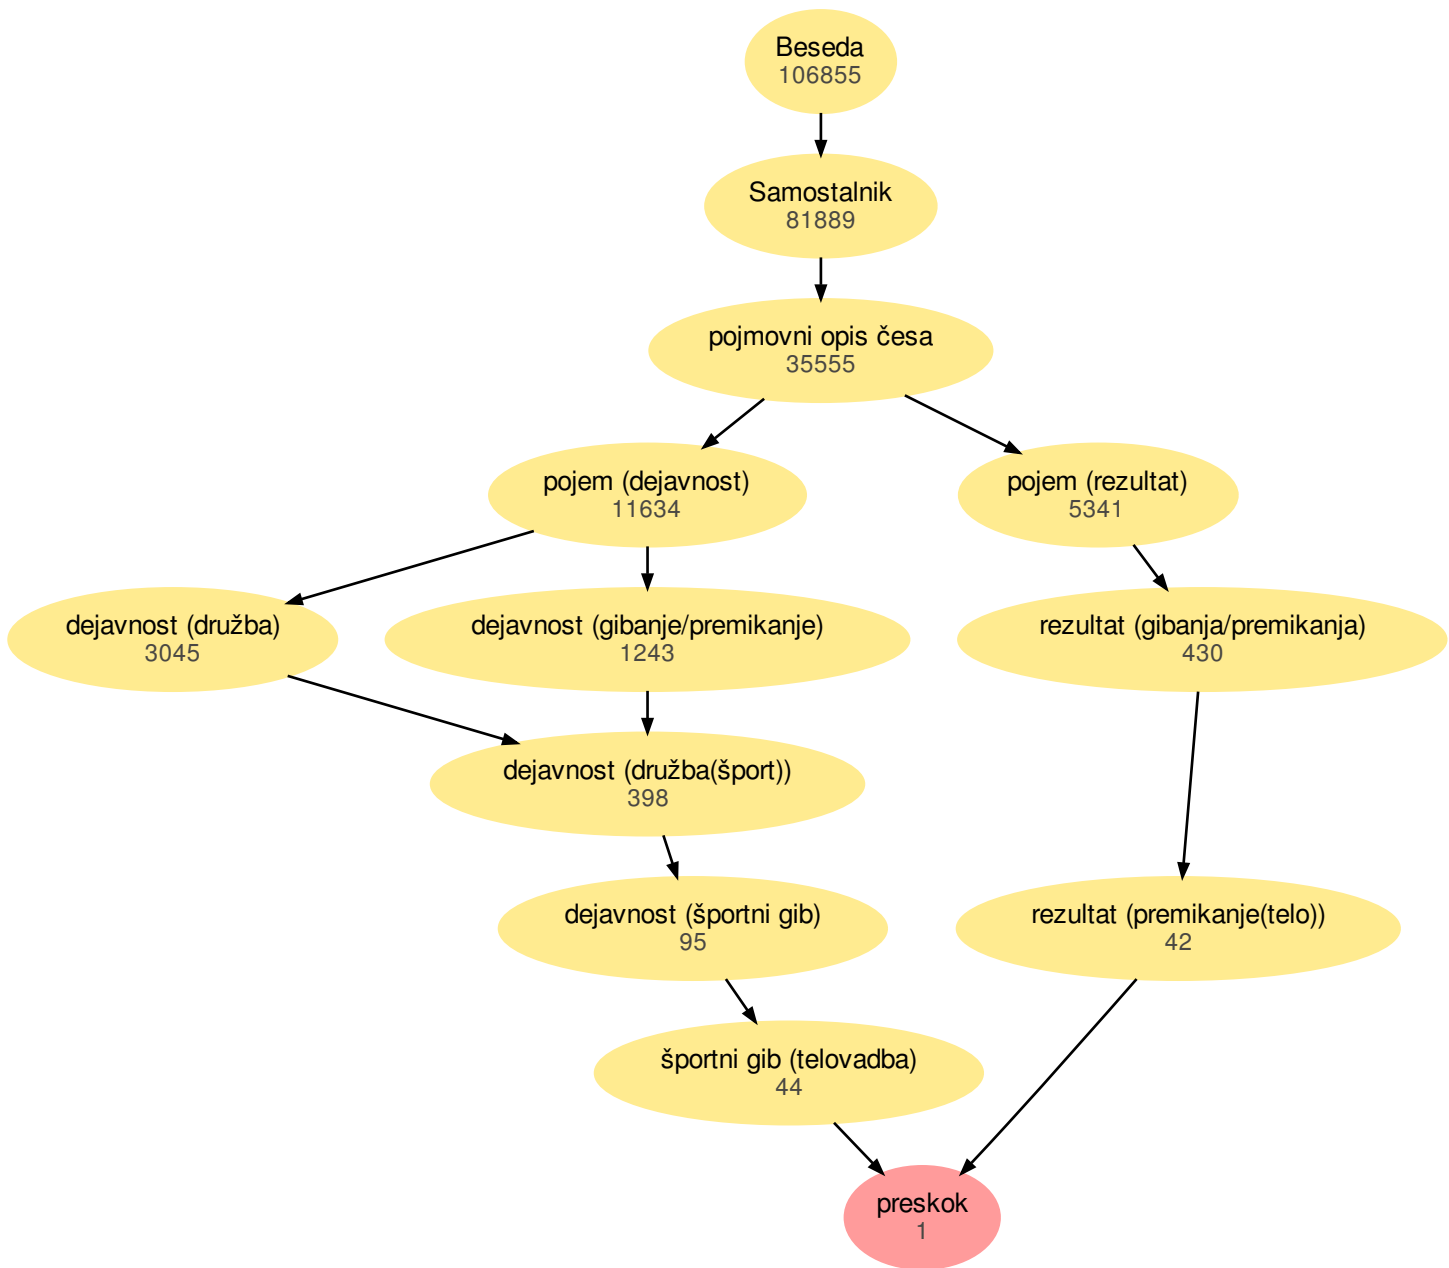 Beseda
106855
Samostalnik
81889
pojmovni opis česa
35555
pojem (dejavnost)
11634
pojem (rezultat)
5341
dejavnost (družba)
3045
dejavnost (gibanje/premikanje)
1243
rezultat (gibanja/premikanja)
430
dejavnost (družba(šport))
398
dejavnost (športni gib)
95
rezultat (premikanje(telo))
42
športni gib (telovadba)
44
preskok
1